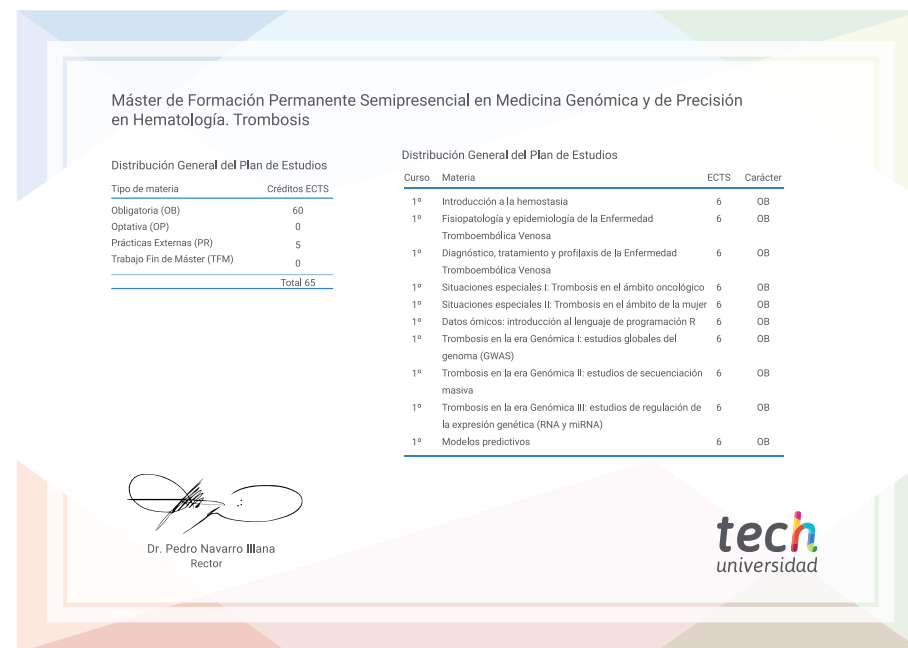 Máster de Formación Permanente Semipresencial en Medicina Genómica y de Precisión
en Hematología. Trombosis
Distribución General del Plan de Estudios
Tipo de materia Créditos ECTS
Obligatoria (OB) 60
Optativa (OP) 0
Prácticas Externas (PR) 5
Trabajo Fin de Máster (TFM) 0
Total 65
Distribución General del Plan de Estudios
Curso Materia ECTS Carácter
1º Introducción a la hemostasia 6 OB
1º Fisiopatología y epidemiología de la Enfermedad 6 OB
Tromboembólica Venosa
1º Diagnóstico, tratamiento y profilaxis de la Enfermedad 6 OB
Tromboembólica Venosa
1º Situaciones especiales I: Trombosis en el ámbito oncológico 6 OB
1º Situaciones especiales II: Trombosis en el ámbito de la mujer 6 OB
1º Datos ómicos: introducción al lenguaje de programación R 6 OB
1º Trombosis en la era Genómica I: estudios globales del 6 OB
genoma (GWAS)
1º Trombosis en la era Genómica II: estudios de secuenciación 6 OB
masiva
1º Trombosis en la era Genómica III: estudios de regulación de 6 OB
la expresión genética (RNA y miRNA)
1º Modelos predictivos 6 OB
Dr. Pedro Navarro Illana
Rector
tech
universidad